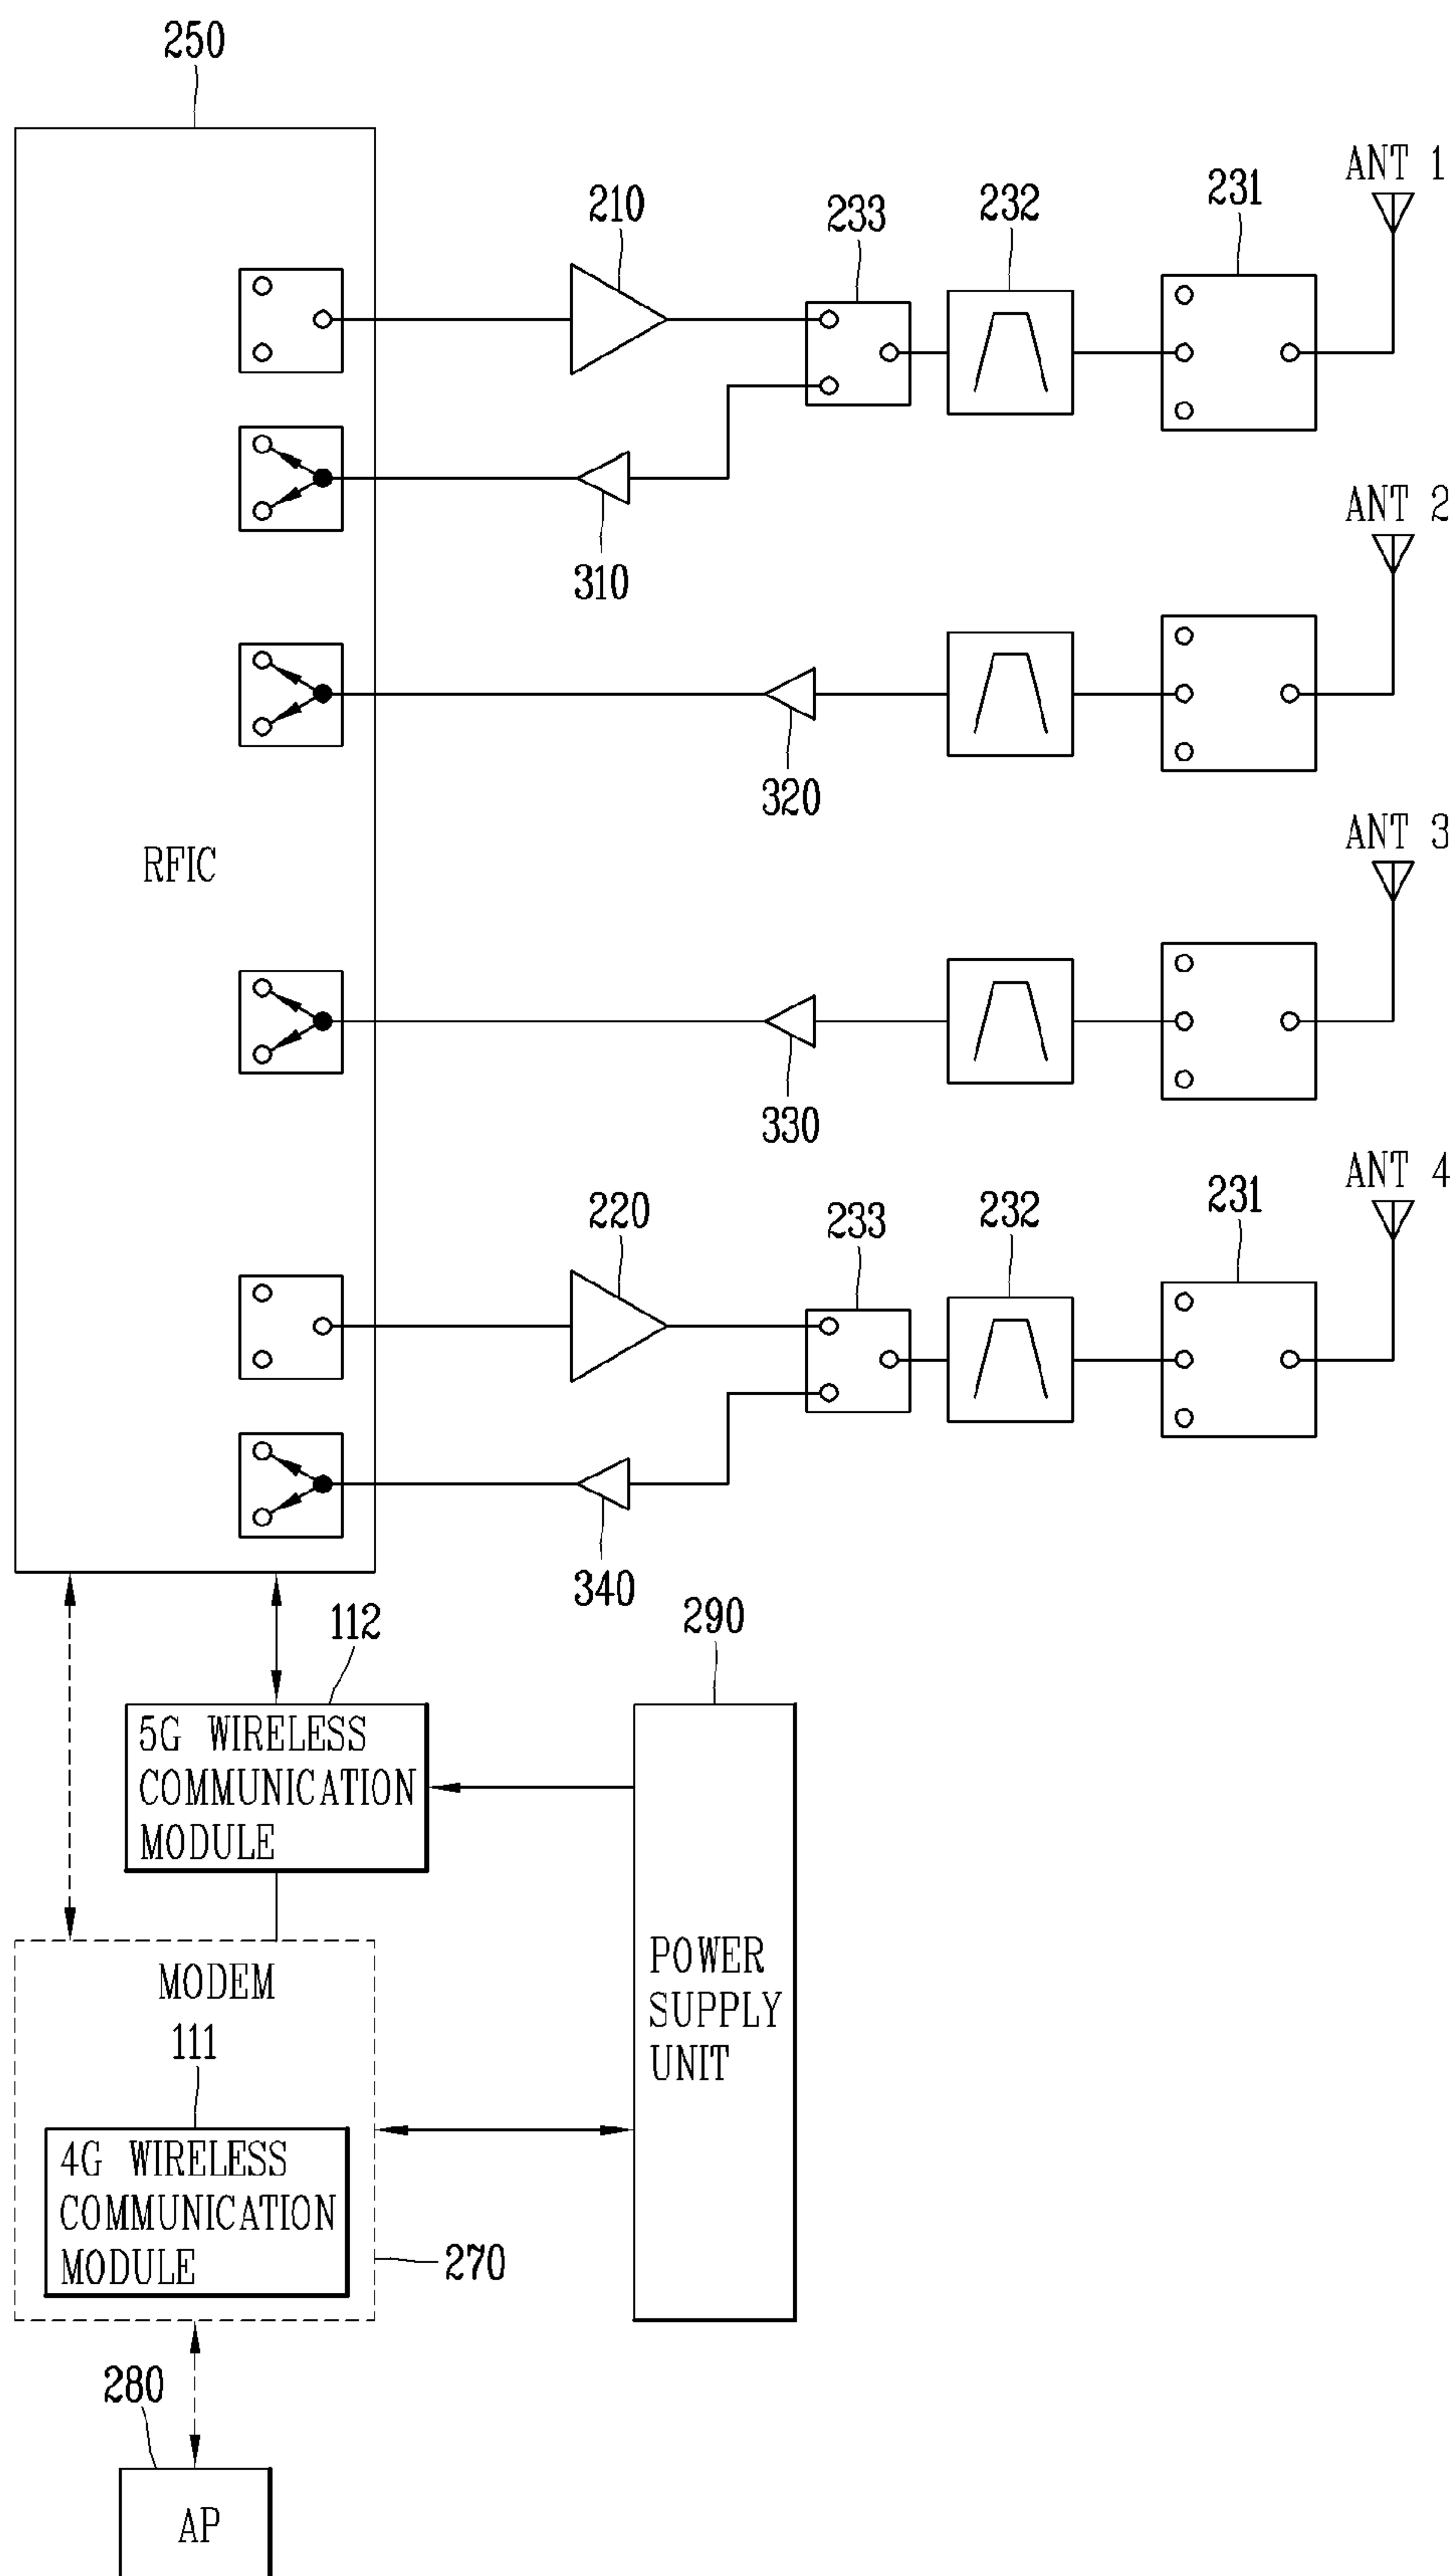 250
ANT 1
210
233
232
231
310
ANT 2
320
RFIC
ANT 3
330
ANT 4
220
233
232
231
340
112
290
5G WIRELESS
COMMUNICATION
MODULE
POWER
SUPPLY
UNIT
MODEM
111
4G WIRELESS
COMMUNICATION
MODULE
270
280
AP